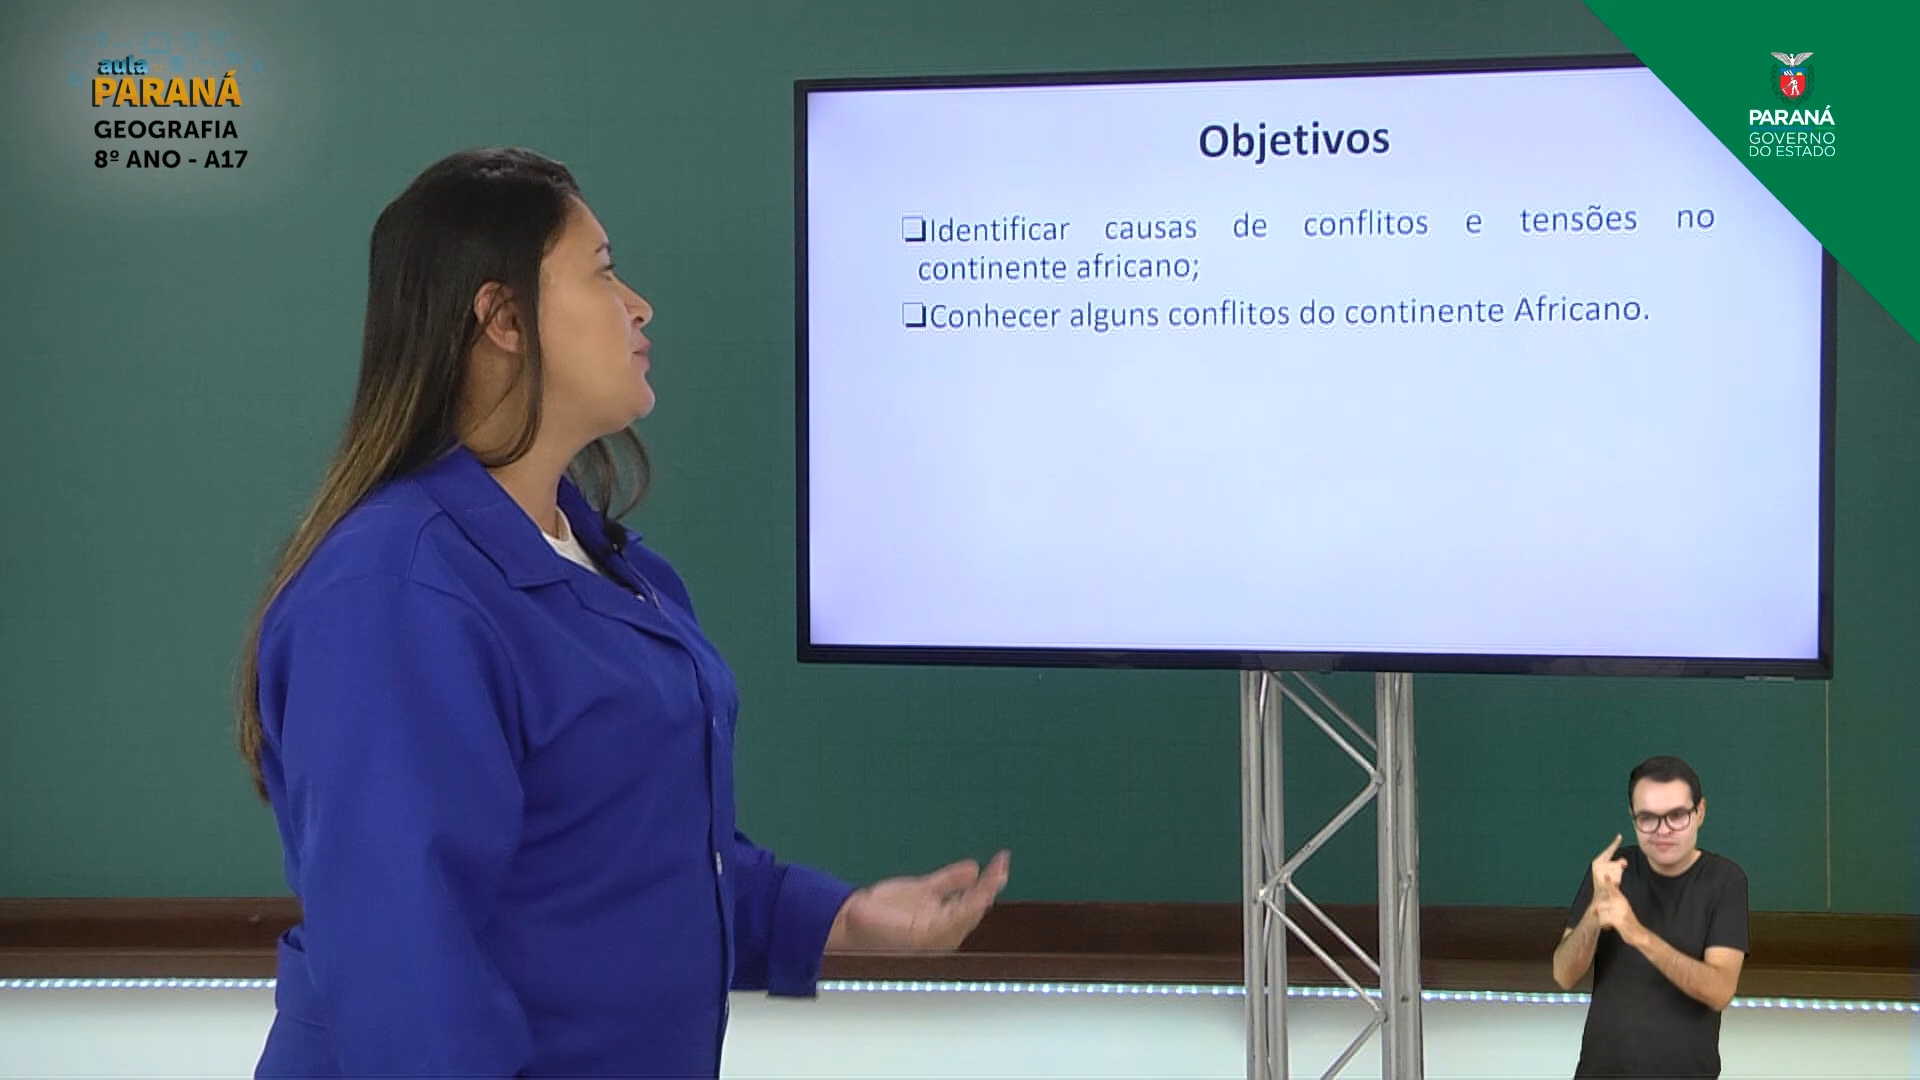 aula
PARANÁ
GEOGRAFIA
8º ANO - A17
Objetivos
❑Identificar causas de conflitos e tensões no
continente africano;
❑Conhecer alguns conflitos do continente Africano.
PARANÁ
GOVERNO
DO ESTADO